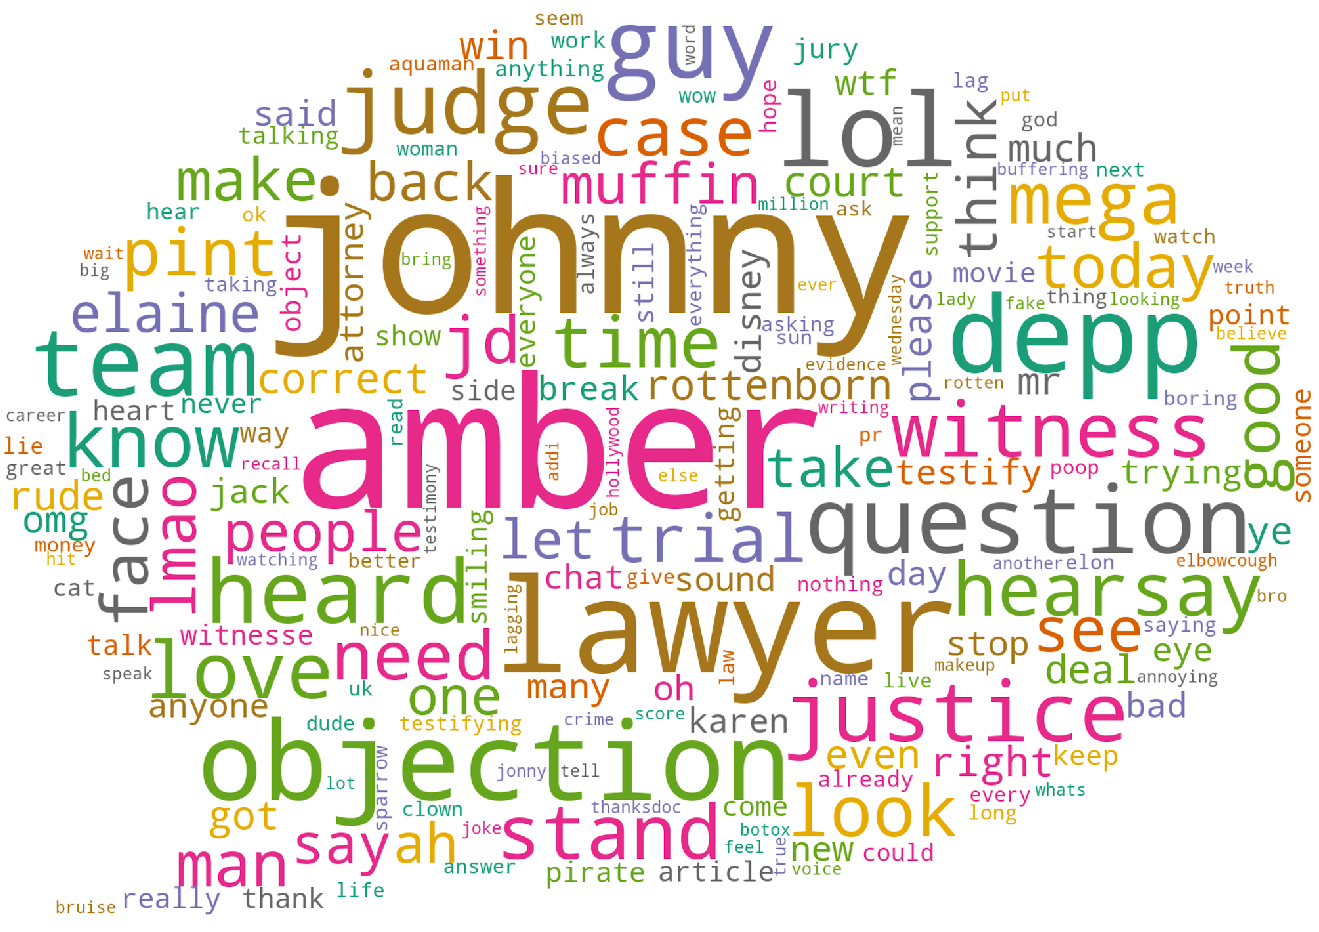 seem
win
work
guy
word
jury
aquaman
anything
judge
wow
hope
wtf
lag
put
said
case
lol
mean
god
talking
woman
biased
think
much
make
back
sure
muffin
court
buffering
next
johnny
hear
ok
million
ask
support
mega
pint
attorney
something
always
everything
start
watch
wait
object
bring
still
today
week
big
taking
everyone
disney
ever
movie
truth
elaine
please
lady
fake
thing
looking
point
show
jd
time
asking
sun
wednesday
depp
believe
team
evidence
correct
side
break
rottenborn
rotten
mr
good
career
heart
never
read
amber
hollywood
writing
witness
boring
someone
lie
know
way
pr
great
bed
recall
addi
else
getting
take
testify
poop
trying
rude
face
lmao
jack
testimony
job
question
omg
people
let
trial
ye
money
hit
watching
better
another
elon
elbowcough
cat
heard
smiling
chat
give
sound
nothing
day
hearsay
bro
talk
witnesse
nice
lagging
lawyer
stop
see
saying
speak
love
need
law
makeup
deal
eye
annoying
uk
one
many
oh
name
live
anyone
justice
bad
dude
testifying
crime
score
karen
objection
even
right
keep
sparrow
lot
jonny
tell
already
every
whats
got
clown
thanksdoc
come
look
long
say
ah
joke
stand
botox
man
answer
feel
true
new
could
pirate
article
voice
bruise
really
thank
life